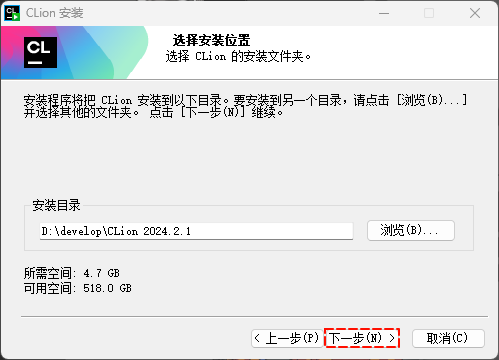 CLion 安装
CL
选择安装位置
选择 CLion 的安装文件夹。
安装程序将把 CLion 安装到以下目录。要安装到另一个目录，请点击 [浏览(B)...]
并选择其他的文件夹。 点击 [下一步(N)] 继续。
安装目录
D:\develop\CLion 2024.2.1
浏览(B)...
所需空间: 4.7 GB
可用空间: 518.0 GB
< 上一步(P)
下一步(N) >
取消(C)